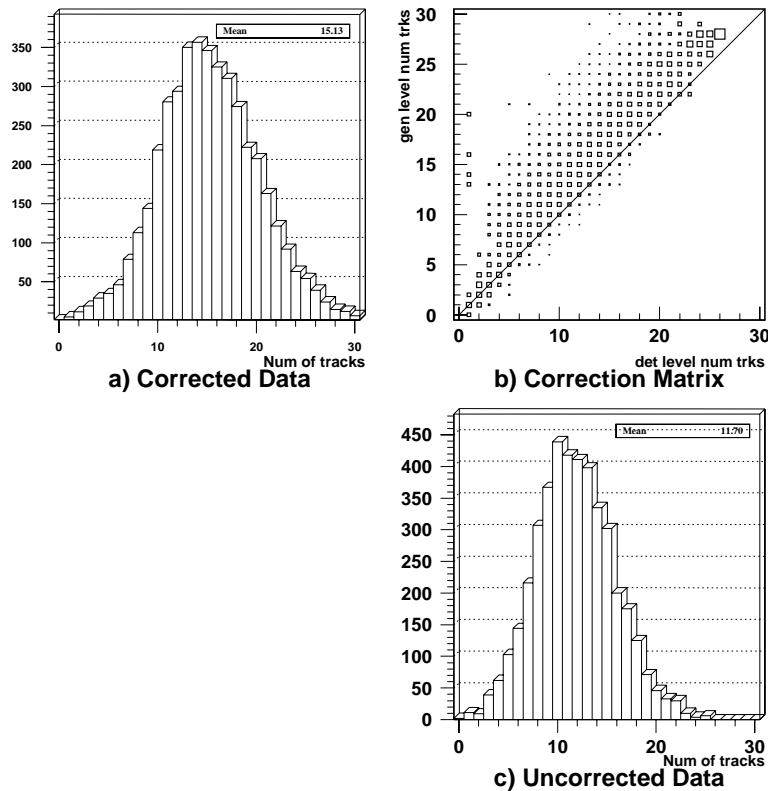 Mean 15.13
350
300
250
200
150
100
50
0 10 20 30
Num of tracks
a) Corrected Data
gen level num trks
30
25
20
15
10
5
0
0 10 20 30
det level num trks
b) Correction Matrix
Mean 11.70
450
400
350
300
250
200
150
100
50
0
0 10 20 30
Num of tracks
c) Uncorrected Data